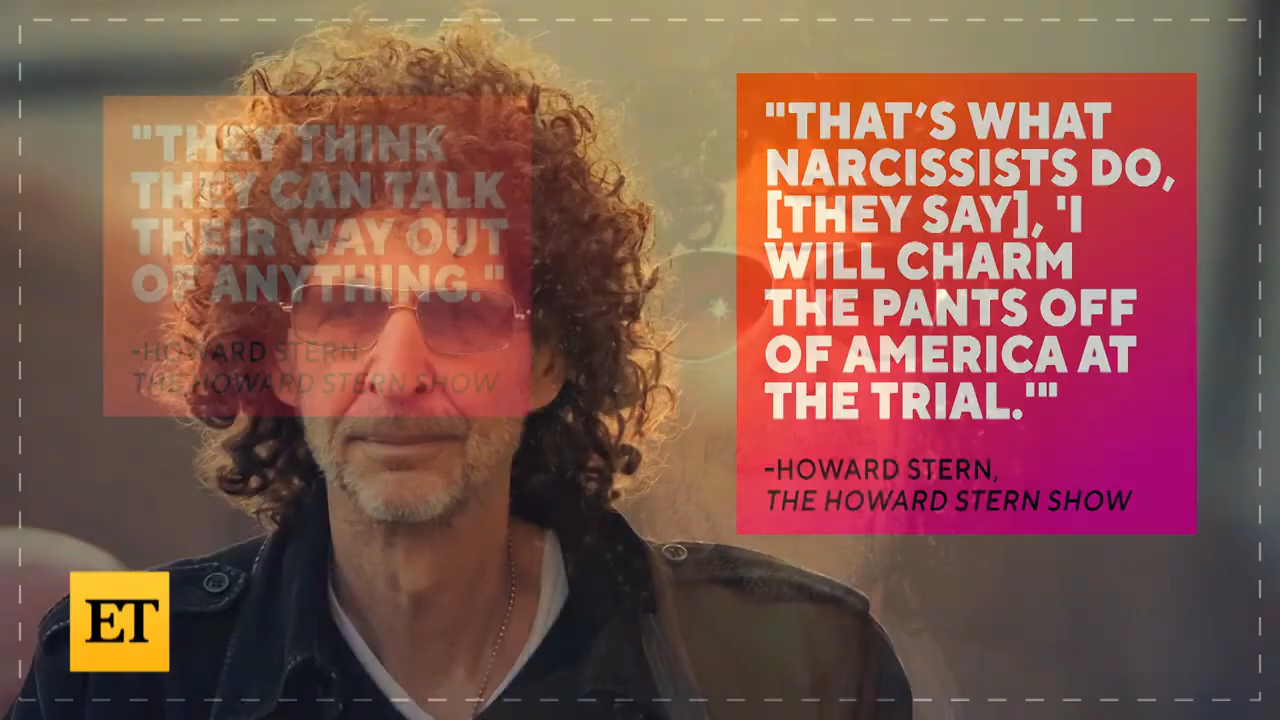 "THEY THINK
THEY CAN TALK
THEIR WAY OUT
OF ANYTHING."
-HOWARD STERN
THE HOWARD STERN SHOW
"THAT'S WHAT
NARCISSISTS DO,
[THEY SAY], 'I
WILL CHARM
THE PANTS OFF
OF AMERICA AT
THE TRIAL.'"
-HOWARD STERN,
THE HOWARD STERN SHOW
ET